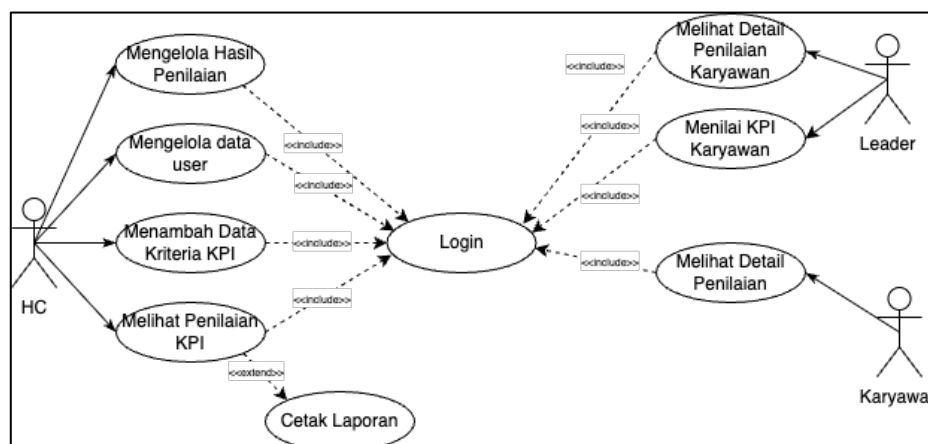 Mengelola Hasil
Penilaian
<<include>>
Mengelola data
user
<<include>>
Menambah Data
Kriteria KPI
<<include>>
HC
Melihat Penilaian
KPI
<<include>>
<<extend>>
Cetak Laporan
Login
Melihat Detail
Penilaian
Karyawan
<<include>>
Menilai KPI
Karyawan
<<include>>
Leader
Melihat Detail
Penilaian
<<include>>
Karyawa